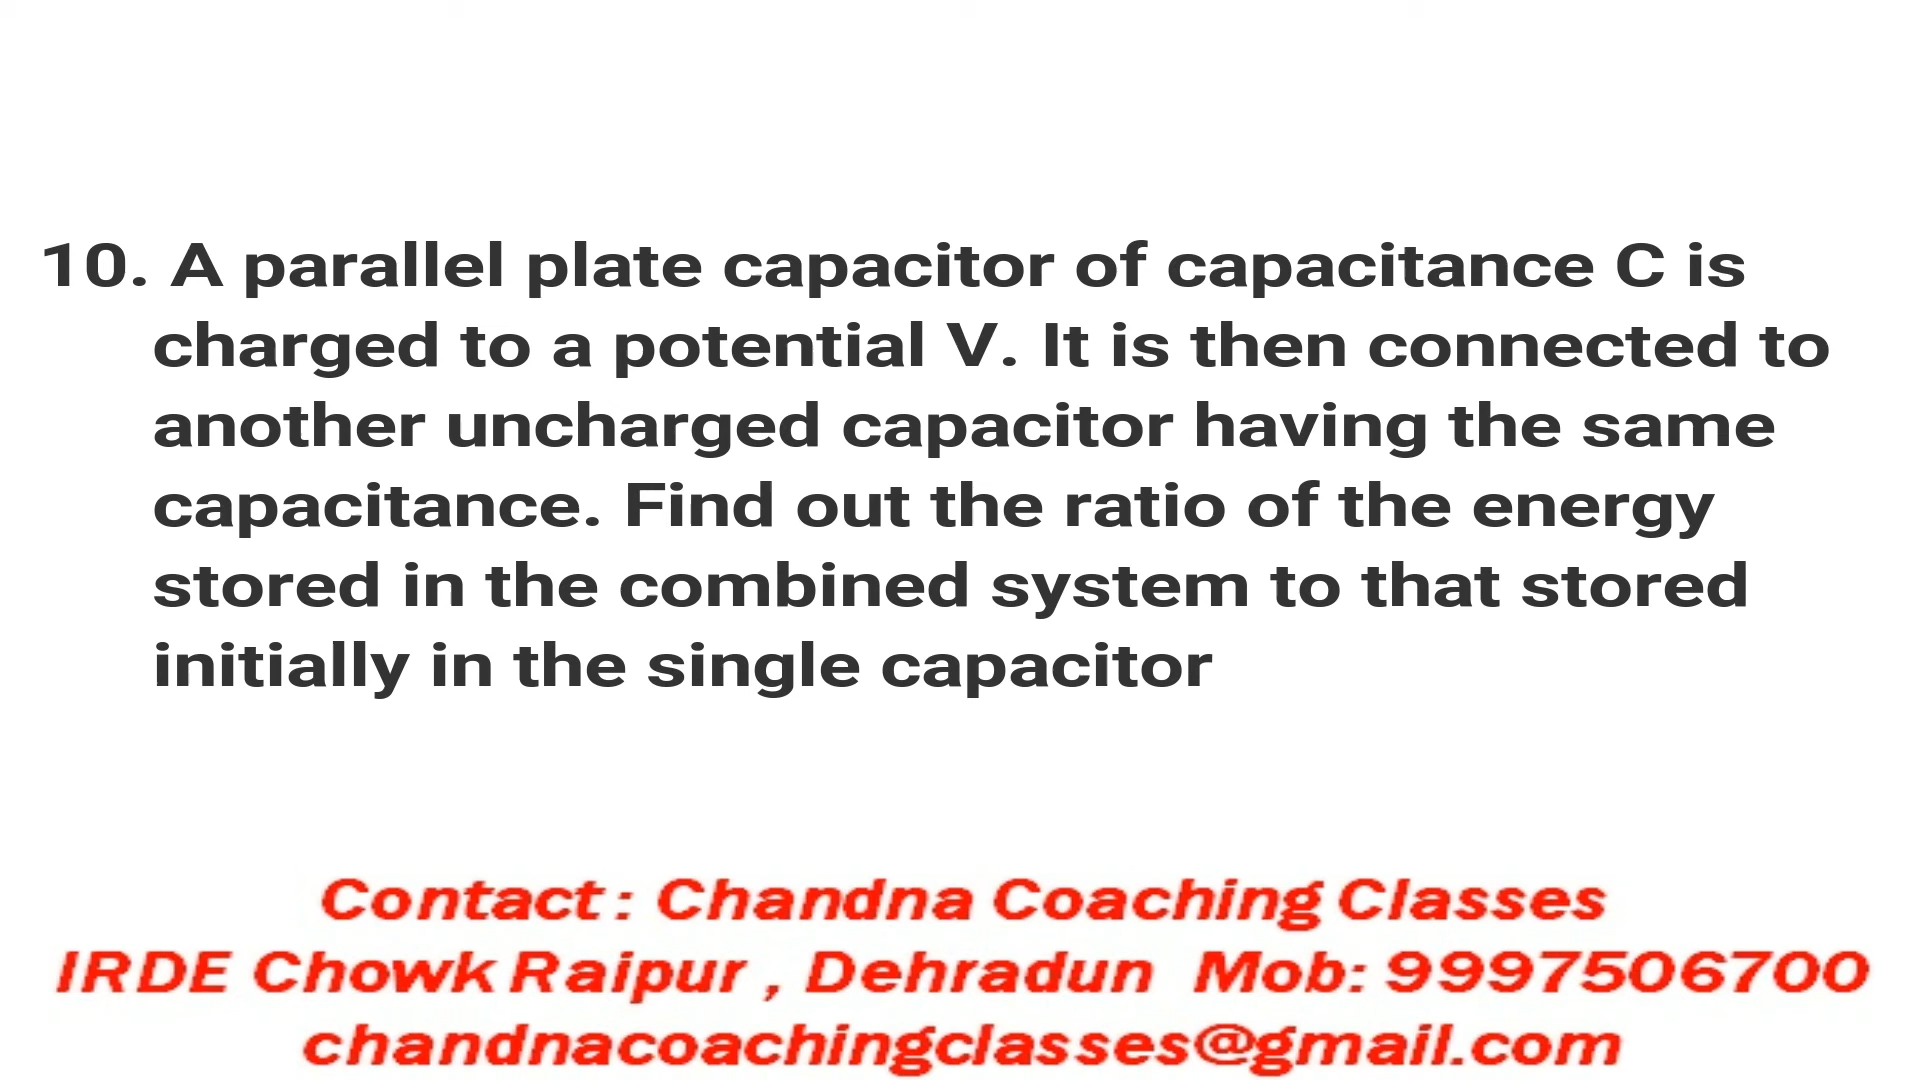 10. A parallel plate capacitor of capacitance C is
charged to a potential V. It is then connected to
another uncharged capacitor having the same
capacitance. Find out the ratio of the energy
stored in the combined system to that stored
initially in the single capacitor
Contact : Chandna Coaching Classes
IRDE Chowk Raipur , Dehradun Mob: 9997506700
chandnacoachingclasses@gmail.com